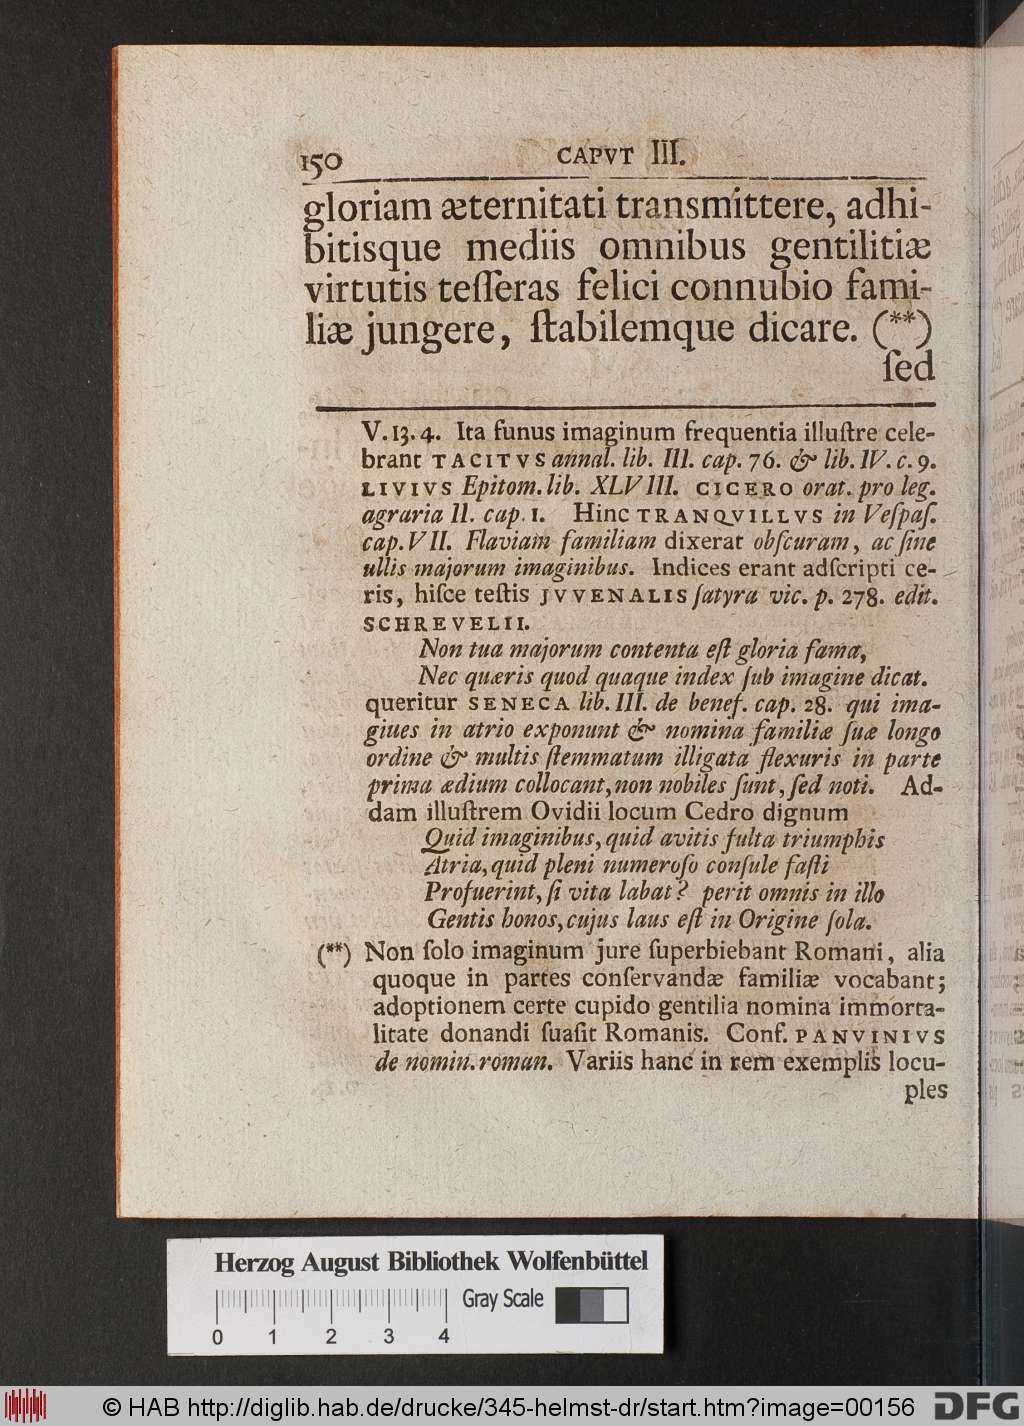 150 CAPVT III.
gloriam æternitati transmittere, adhi-
bitisque mediis omnibus gentilitiæ
virtutis teſſeras felici connubio fami-
liæ jungere, ſtabilemque dicare. (**)
ſed
V. 13. 4. Ita funus imaginum frequentia illuſtre cele-
brant TACITVS annal. lib. III. cap. 76. & lib. IV. c. 9.
LIVIVS Epitom. lib. XLVIII. CICERO orat. pro leg.
agraria II. cap. 1. Hinc TRANQVILLVS in Veſpaſ.
cap. VII. Flaviam familiam dixerat obſcuram, ac ſine
ullis majorum imaginibus. Indices erant adſcripti ce-
ris, hiſce teſtis JVVENALIS ſatyra vic. p. 278. edit.
SCHREVELII.
Non tua majorum contenta eſt gloria fama,
Nec quæris quod quaque index ſub imagine dicat.
queritur SENECA lib. III. de benef. cap. 28. qui ima-
giues in atrio exponunt & nomina familiæ ſuæ longo
ordine & multis ſtemmatum illigata flexuris in parte
prima ædium collocant, non nobiles ſunt, ſed noti. Ad-
dam illuſtrem Ovidii locum Cedro dignum
Quid imaginibus, quid avitis fulta triumphis
Atria, quid pleni numeroſo conſule faſti
Profuerint, ſi vita labat? perit omnis in illo
Gentis honos, cujus laus eſt in Origine ſola.
(**) Non ſolo imaginum jure ſuperbiebant Romani, alia
quoque in partes conſervandæ familiæ vocabant;
adoptionem certe cupido gentilia nomina immorta-
litate donandi ſuaſit Romanis. Conf. PANVINIVS
de nomin. roman. Variis hanc in rem exemplis locu-
ples
Herzog August Bibliothek Wolfenbüttel
Gray Scale
0 1 2 3 4
© HAB http://diglib.hab.de/drucke/345-helmst-dr/start.htm?image=00156 DFG